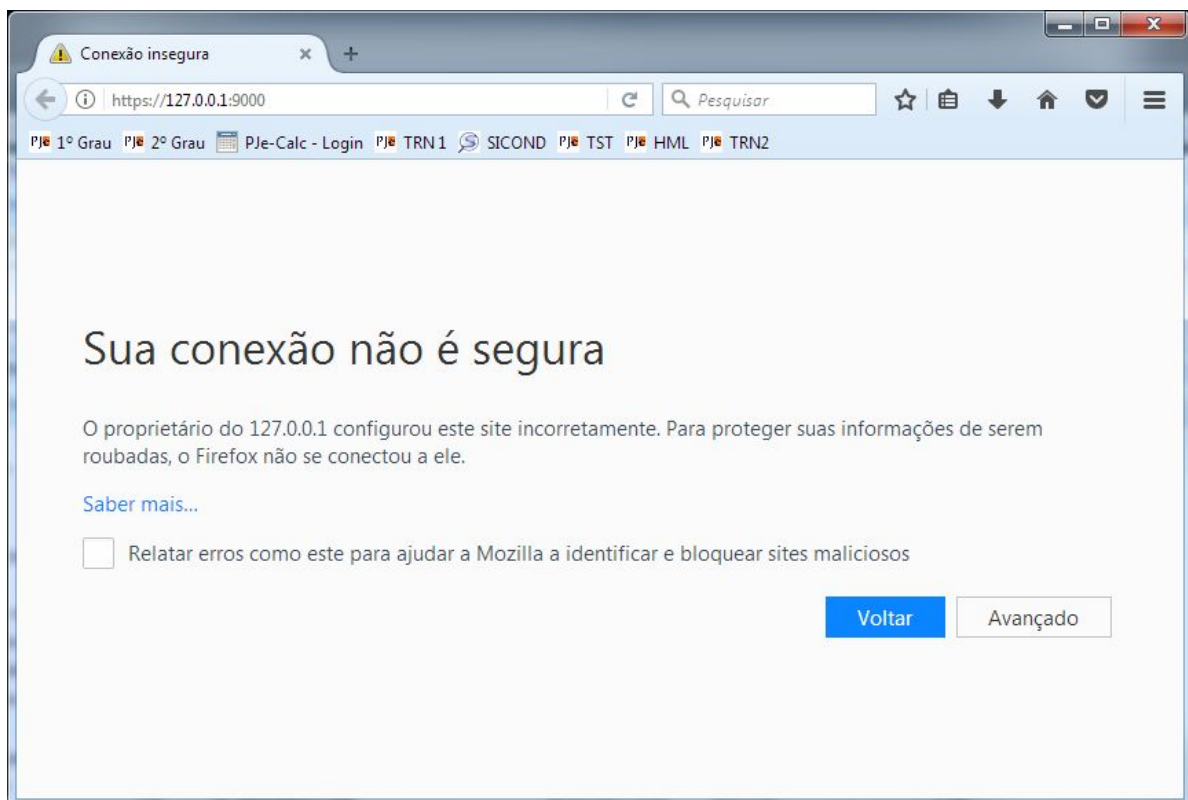 Conexão insegura
https://127.0.0.1:9000
Pesquisar
PJe 1º Grau PJe 2º Grau PJe-Calc - Login PJe TRN 1 SICOND PJe TST PJe HML PJe TRN2
Sua conexão não é segura
O proprietário do 127.0.0.1 configurou este site incorretamente. Para proteger suas informações de serem
roubadas, o Firefox não se conectou a ele.
Saber mais...
Relatar erros como este para ajudar a Mozilla a identificar e bloquear sites maliciosos
Voltar Avançado